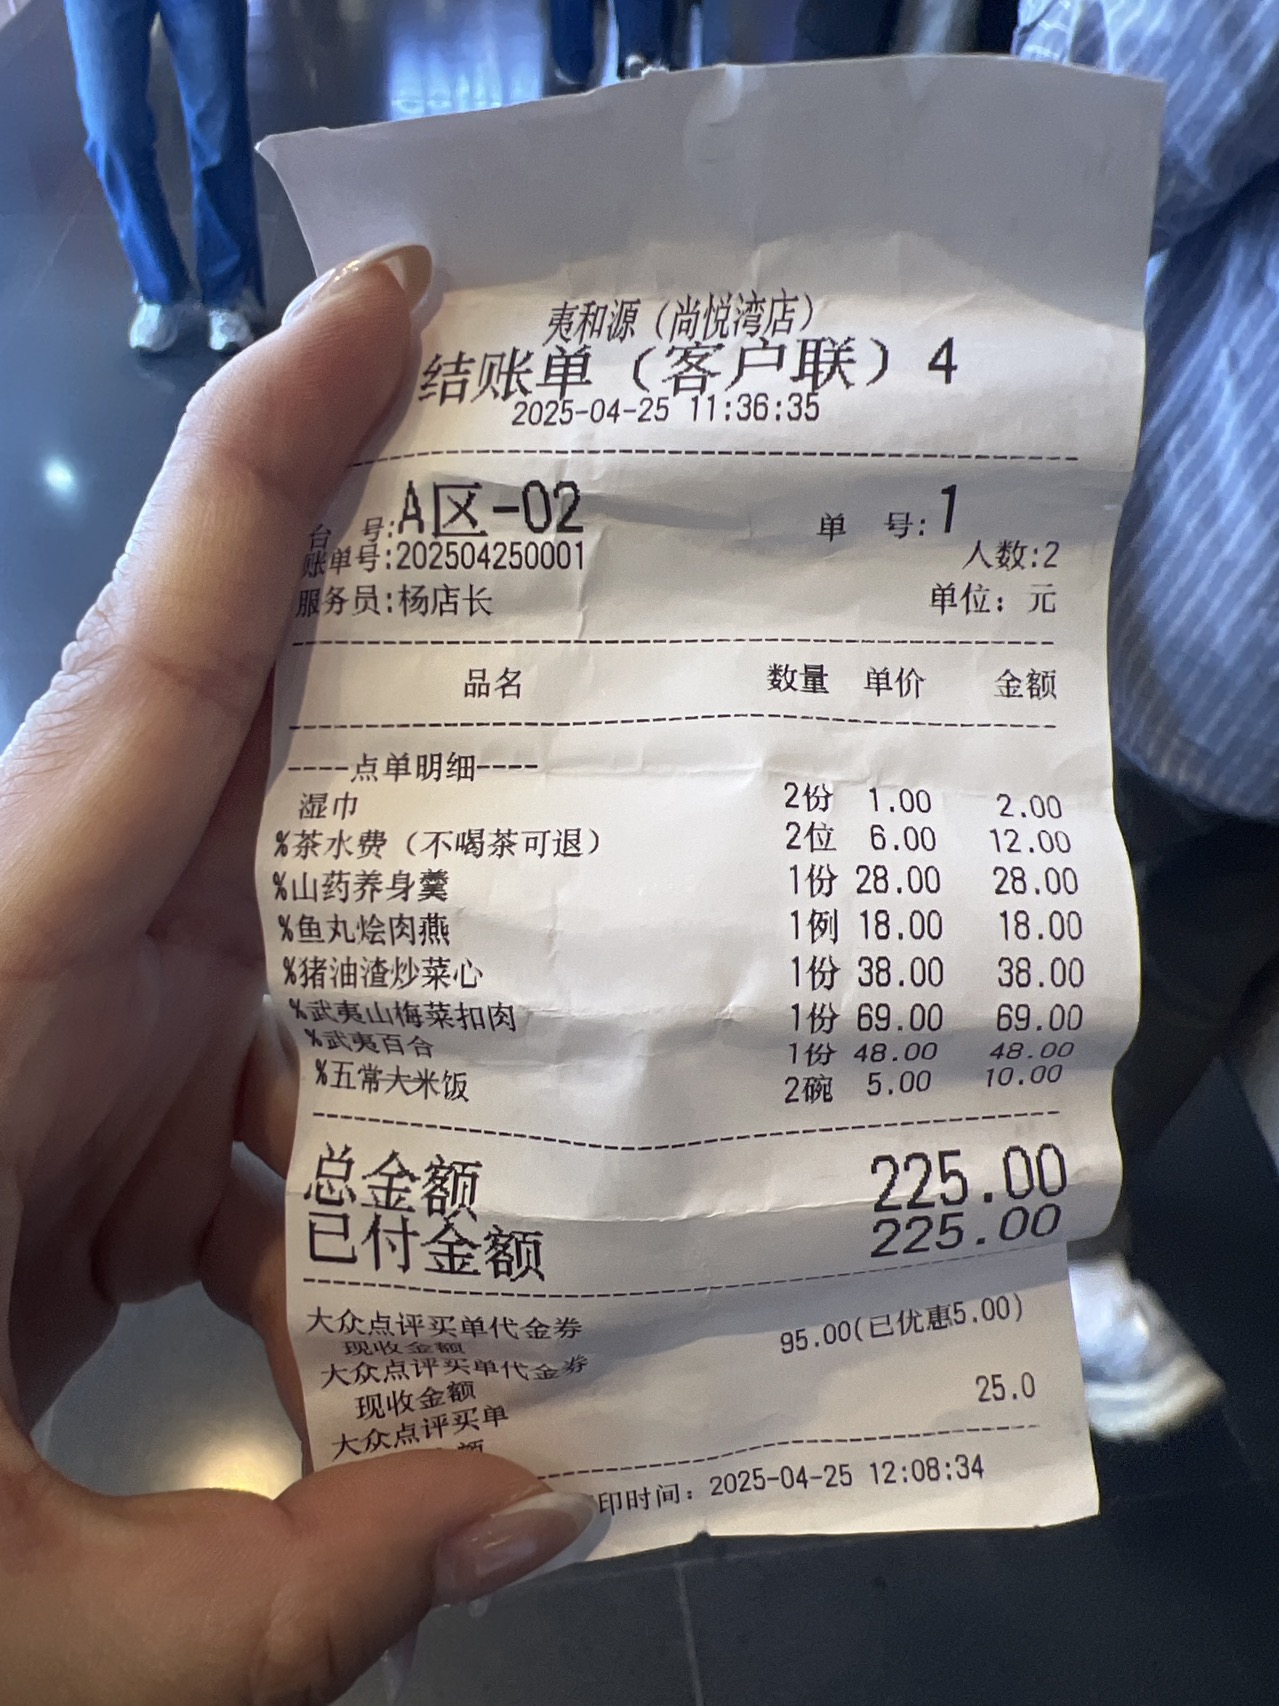 夷和源（尚悦湾店）
结账单（客户联）4
2025-04-25 11:36:35
台 号:A区-02 单 号:1
账单号:202504250001 人数:2
服务员:杨店长 单位：元
品名 数量 单价 金额
----点单明细----
湿巾 2份 1.00 2.00
%茶水费（不喝茶可退） 2位 6.00 12.00
%山药养身羹 1份 28.00 28.00
%鱼丸烩肉燕 1例 18.00 18.00
%猪油渣炒菜心 1份 38.00 38.00
%武夷山梅菜扣肉 1份 69.00 69.00
%武夷百合 1份 48.00 48.00
%五常大米饭 2碗 5.00 10.00
总金额 225.00
已付金额 225.00
大众点评买单代金券
现收金额 95.00(已优惠5.00)
大众点评买单代金券
现收金额 25.0
大众点评买单
额
印时间：2025-04-25 12:08:34